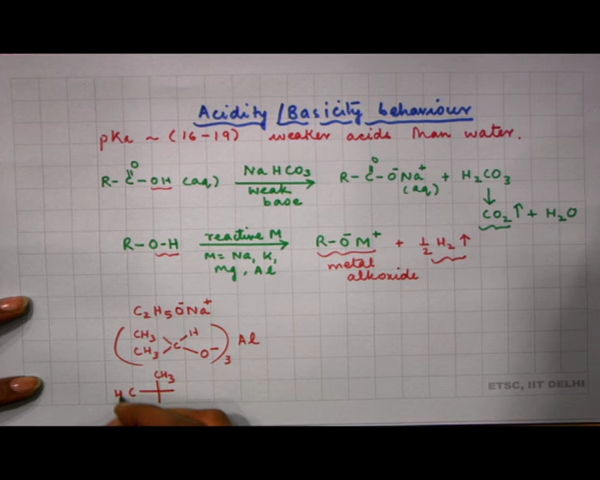 Acidity / Basicity behaviour
pKa ~ (16-19) weaker acids than water.
O O
R-C-OH (aq) NaHCO3 R-C-O⁻Na⁺ + H2CO3
weak base (aq)
CO2↑ + H2O
R-O-H reactive M R-O⁻M⁺ + ½ H2↑
M = Na, K, Mg, Al metal alkoxide
C2H5O⁻Na⁺
(CH3 CH3 C H O⁻)3 Al
CH3
HC
ETSC, IIT DELHI